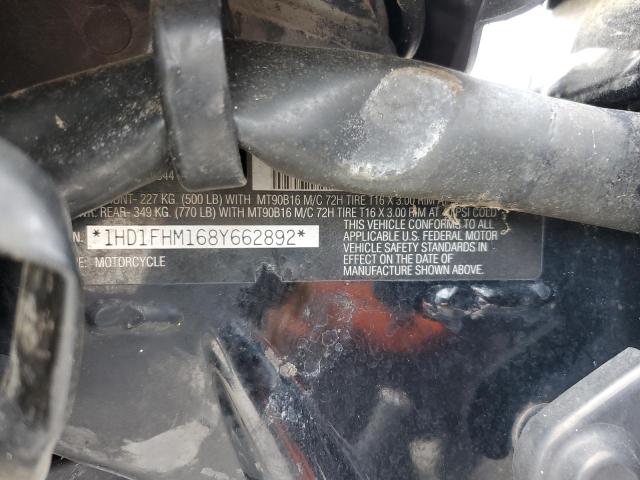 44
ONT- 227 KG. (500 LB) WITH MT90B16 M/C 72H TIRE T16 X 3.00 RIM
REAR- 349 KG. (770 LB) WITH MT90B16 M/C 72H TIRE T16 X 3.00 RIM AT PSI COLD
N. *1HD1FHM168Y662892*
E: MOTORCYCLE
THIS VEHICLE CONFORMS TO ALL
APPLICABLE U.S. FEDERAL MOTOR
VEHICLE SAFETY STANDARDS IN
EFFECT ON THE DATE OF
MANUFACTURE SHOWN ABOVE.